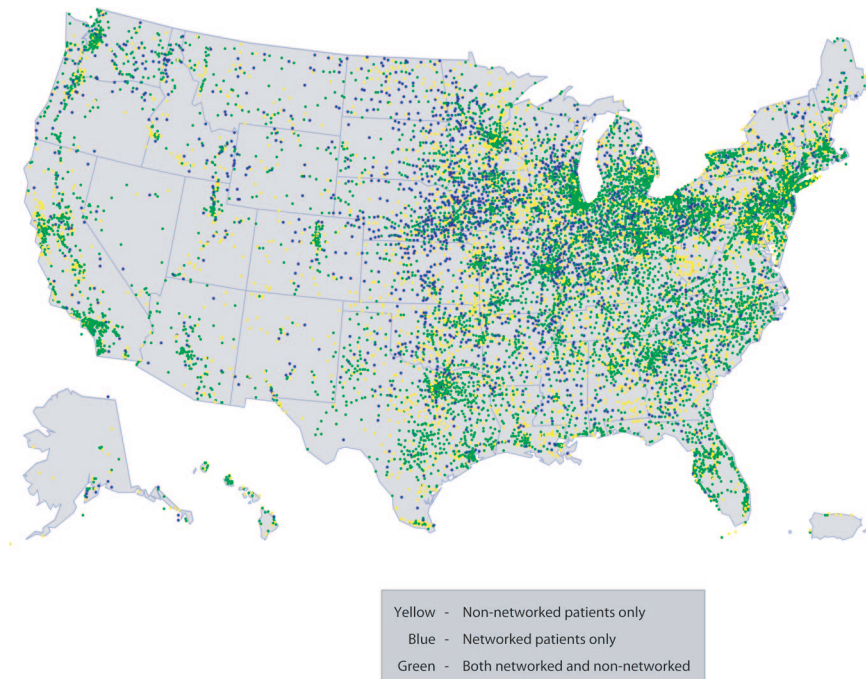 Yellow - Non-networked patients only
Blue - Networked patients only
Green - Both networked and non-networked